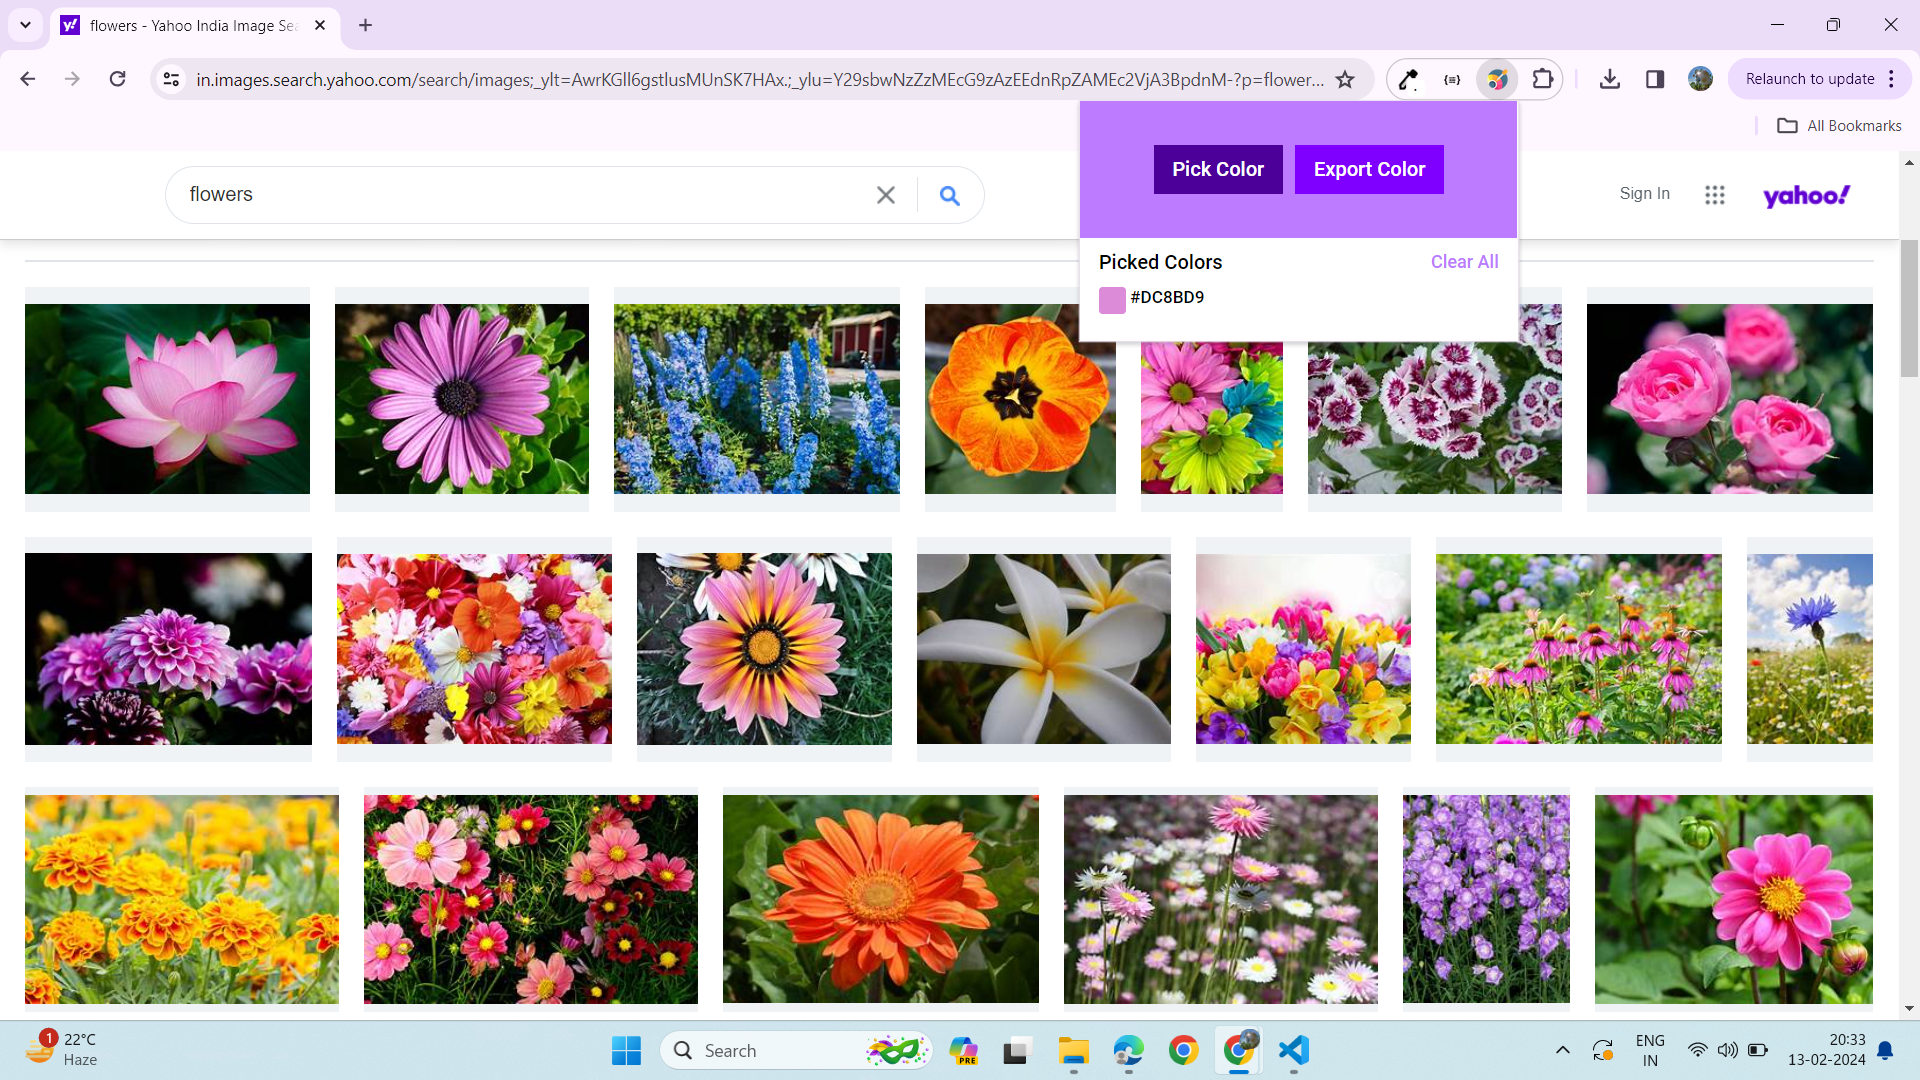 flowers - Yahoo India Image Sea
in.images.search.yahoo.com/search/images;_ylt=AwrKGll6gstlusMUnSK7HAx.;_ylu=Y29sbwNzZzMEcG9zAzEEdnRpZAMEc2VjA3BpdnM-?p=flower...
Relaunch to update
All Bookmarks
flowers
Pick Color
Export Color
Sign In
yahoo!
Picked Colors
Clear All
#DC8BD9
1
22°C
Haze
Search
PRE
ENG
IN
20:33
13-02-2024